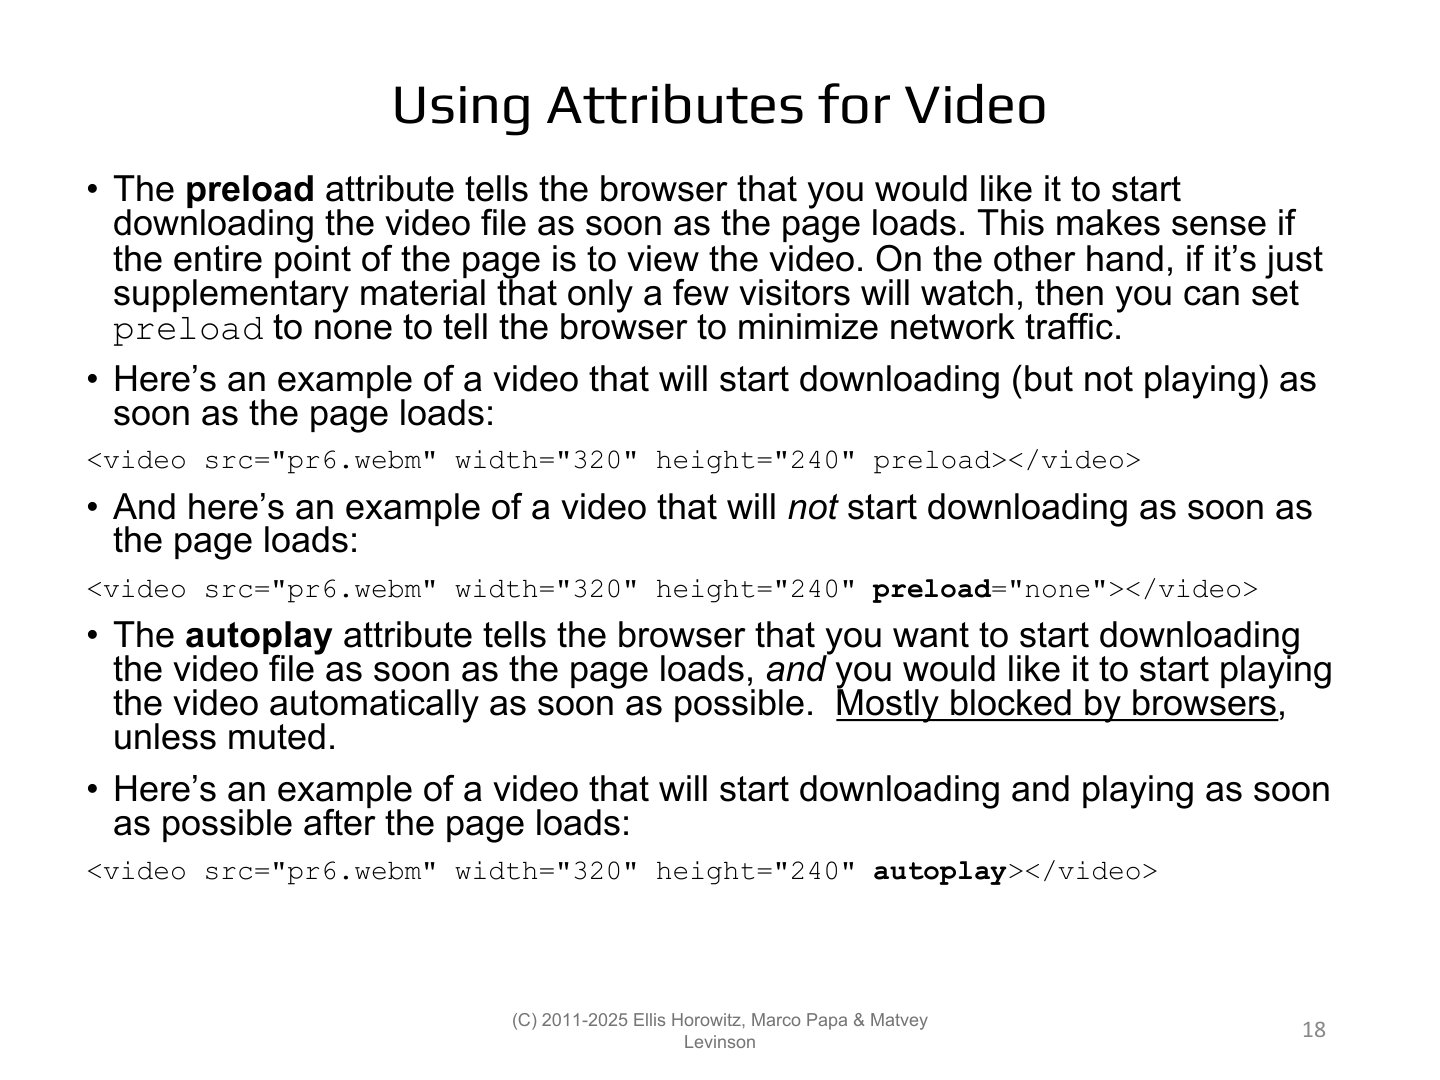 Using Attributes for Video
• The preload attribute tells the browser that you would like it to start
downloading the video file as soon as the page loads. This makes sense if
the entire point of the page is to view the video. On the other hand, if it’s just
supplementary material that only a few visitors will watch, then you can set
preload to none to tell the browser to minimize network traffic.
• Here’s an example of a video that will start downloading (but not playing) as
soon as the page loads:
<video src="pr6.webm" width="320" height="240" preload></video>
• And here’s an example of a video that will not start downloading as soon as
the page loads:
<video src="pr6.webm" width="320" height="240" preload="none"></video>
• The autoplay attribute tells the browser that you want to start downloading
the video file as soon as the page loads, and you would like it to start playing
the video automatically as soon as possible.  Mostly blocked by browsers,
unless muted.
• Here’s an example of a video that will start downloading and playing as soon
as possible after the page loads:
<video src="pr6.webm" width="320" height="240" autoplay></video>
(C) 2011-2025 Ellis Horowitz, Marco Papa & Matvey
Levinson
18